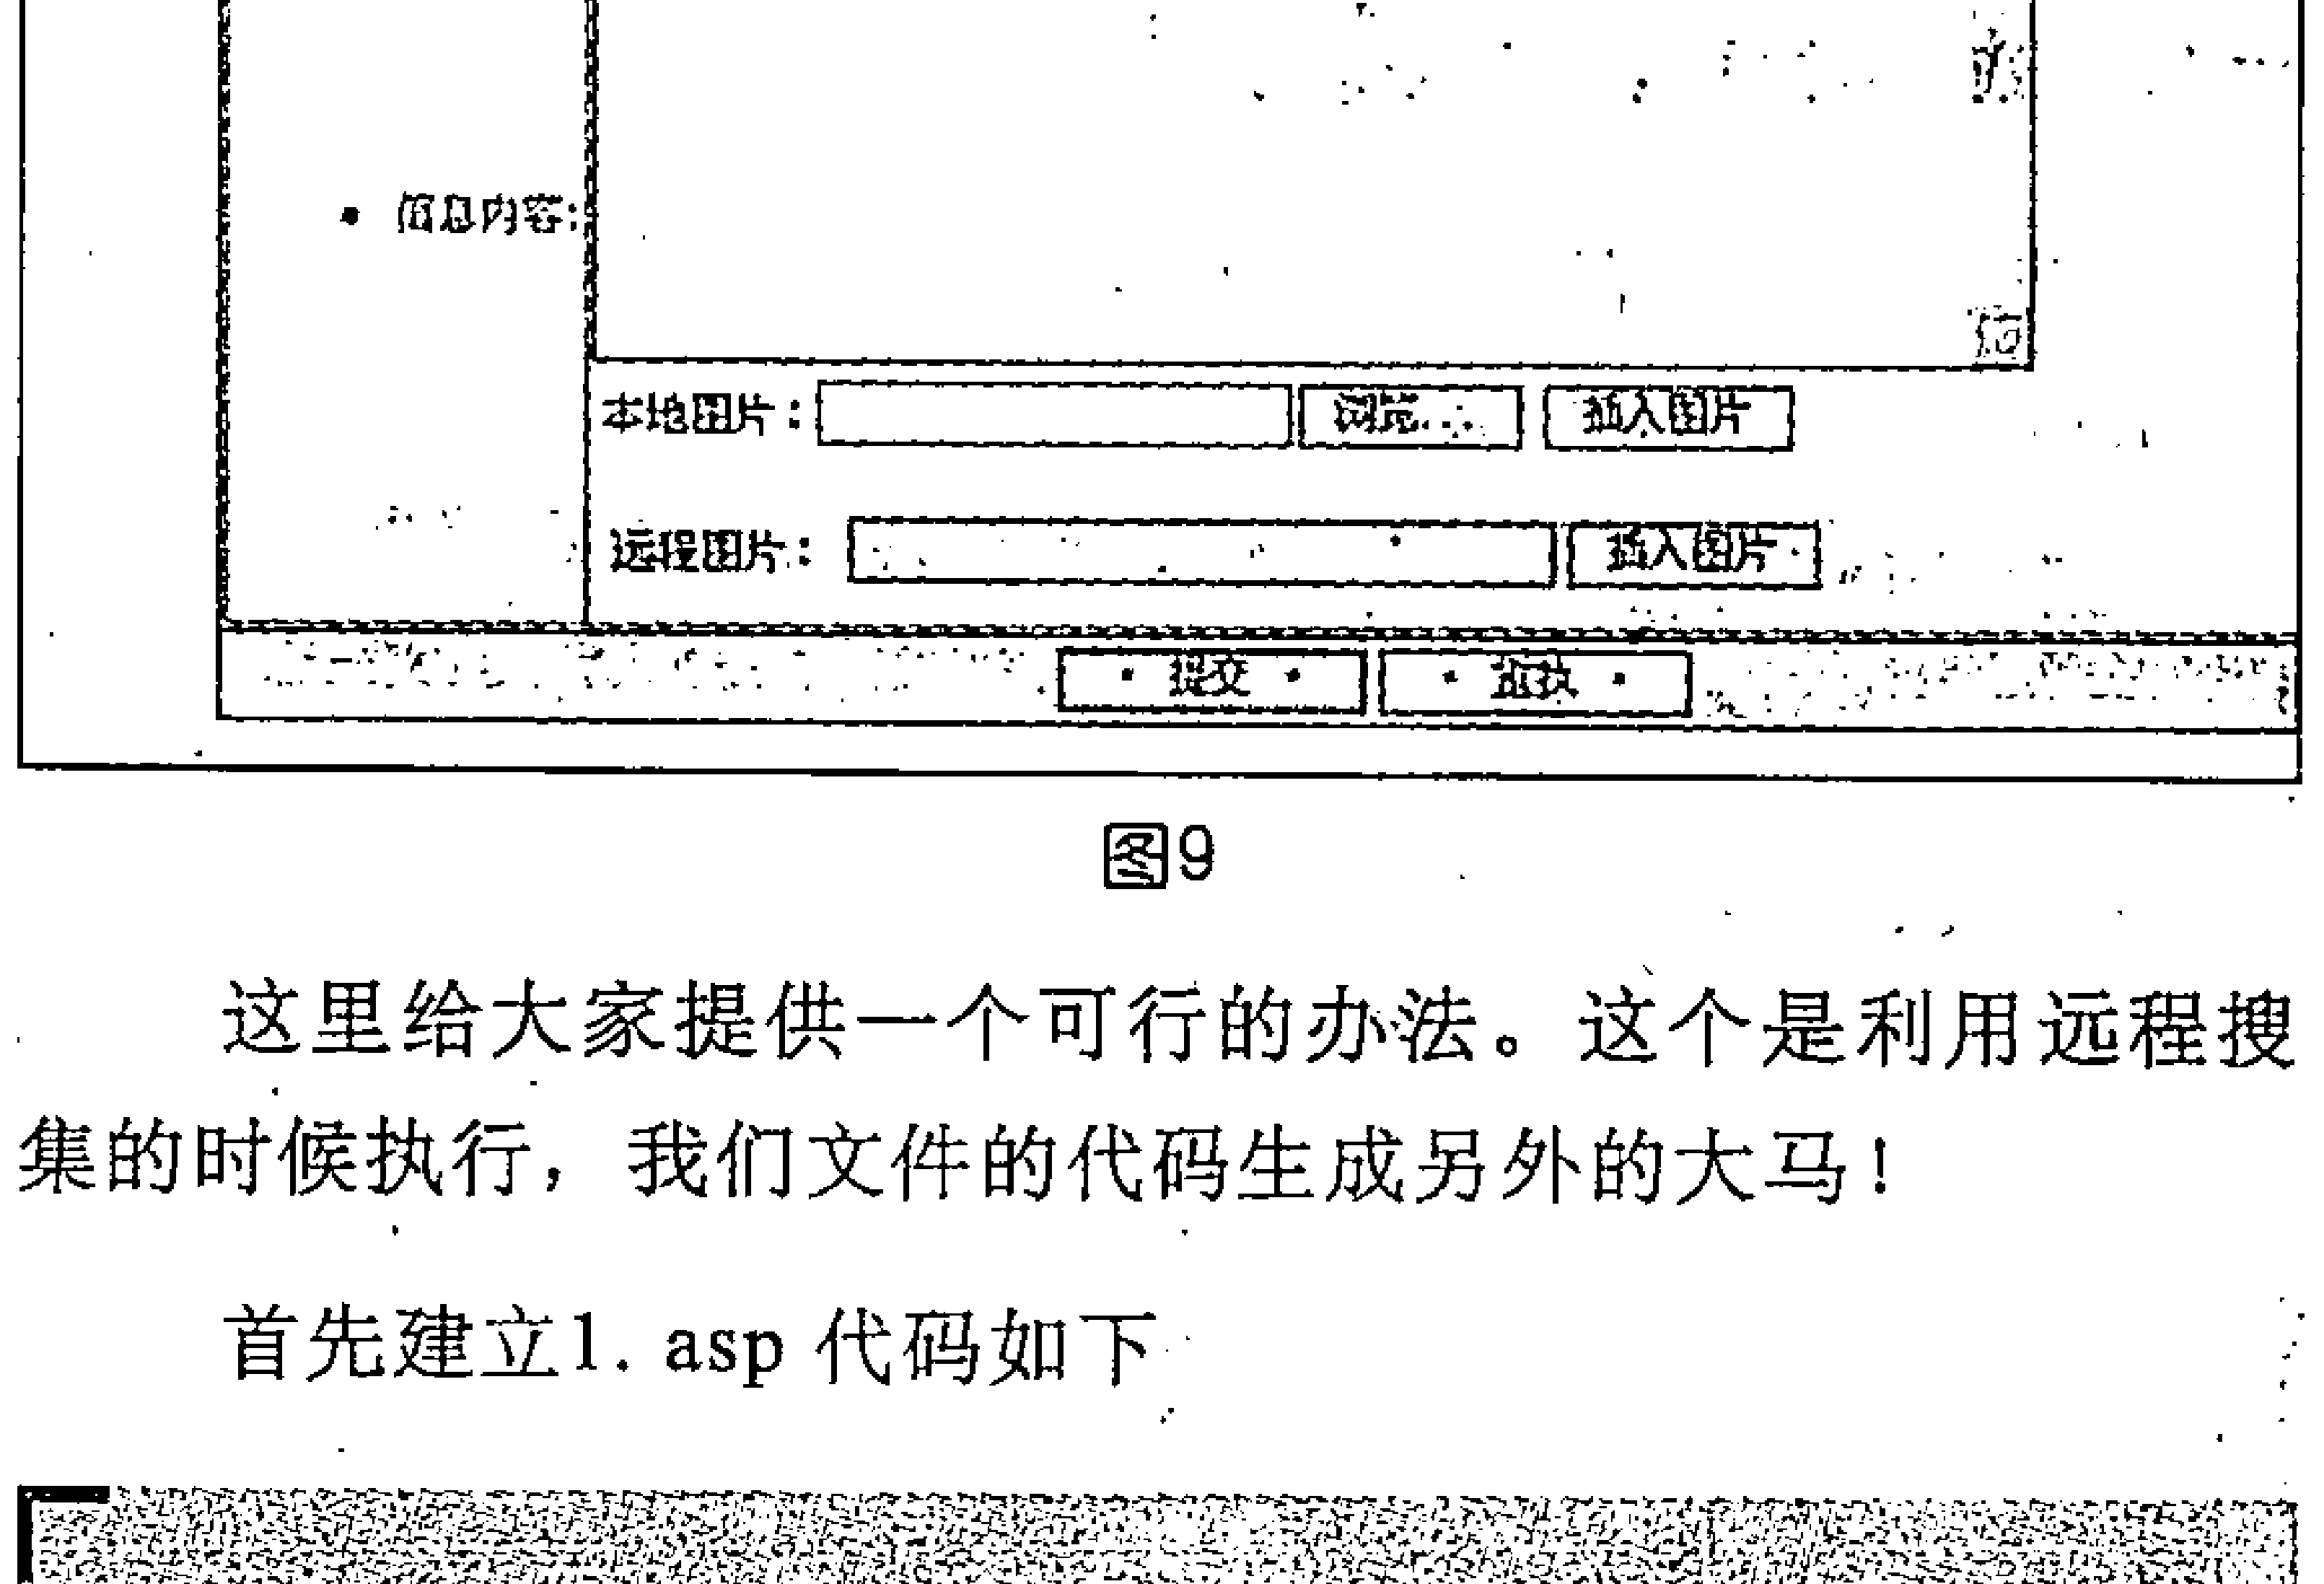 • 信息内容:
本地图片: 浏览... 插入图片
远程图片: 插入图片
• 提交 •
图9
这里给大家提供一个可行的办法。这个是利用远程搜
集的时候执行，我们文件的代码生成另外的大马！
首先建立1. asp 代码如下